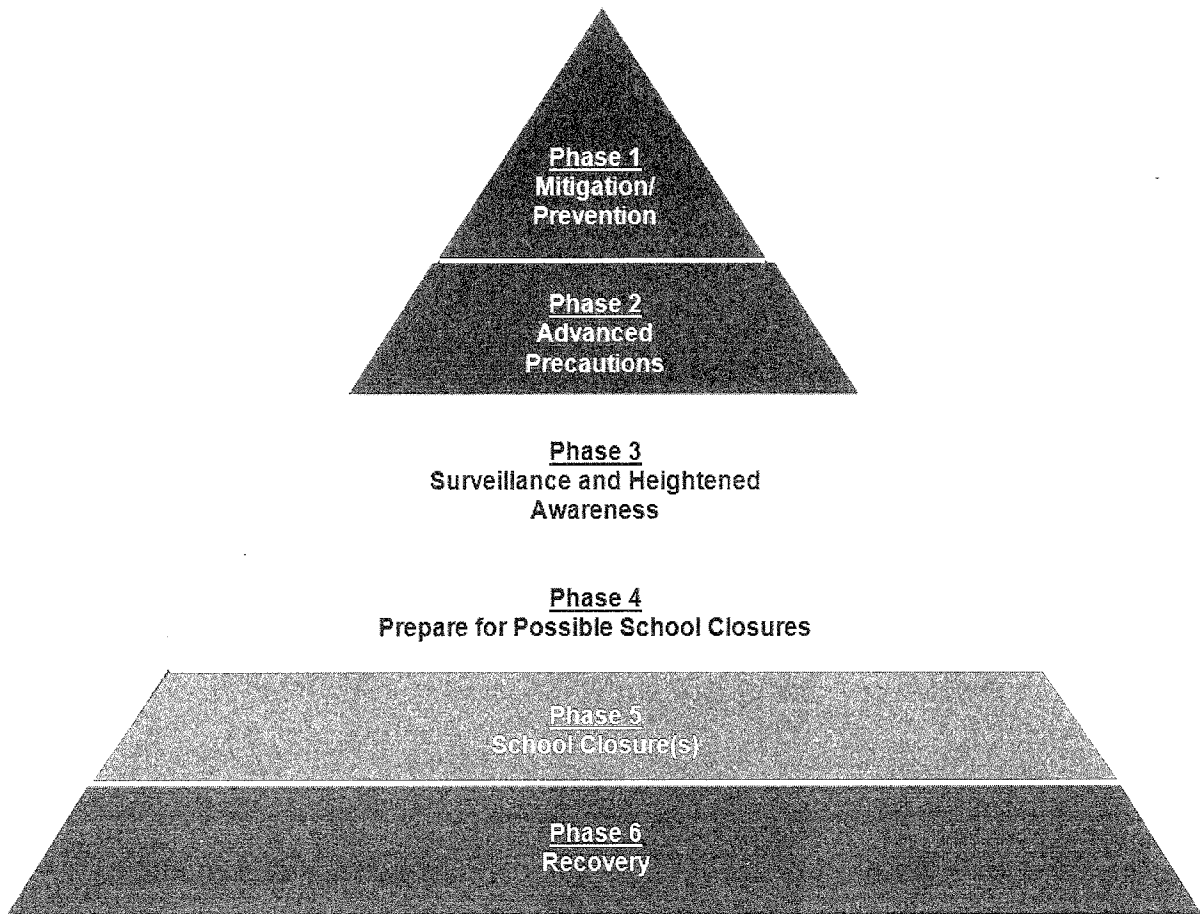 Phase 1
Mitigation/
Prevention
Phase 2
Advanced
Precautions
Phase 3
Surveillance and Heightened
Awareness
Phase 4
Prepare for Possible School Closures
Phase 5
School Closure(s)
Phase 6
Recovery